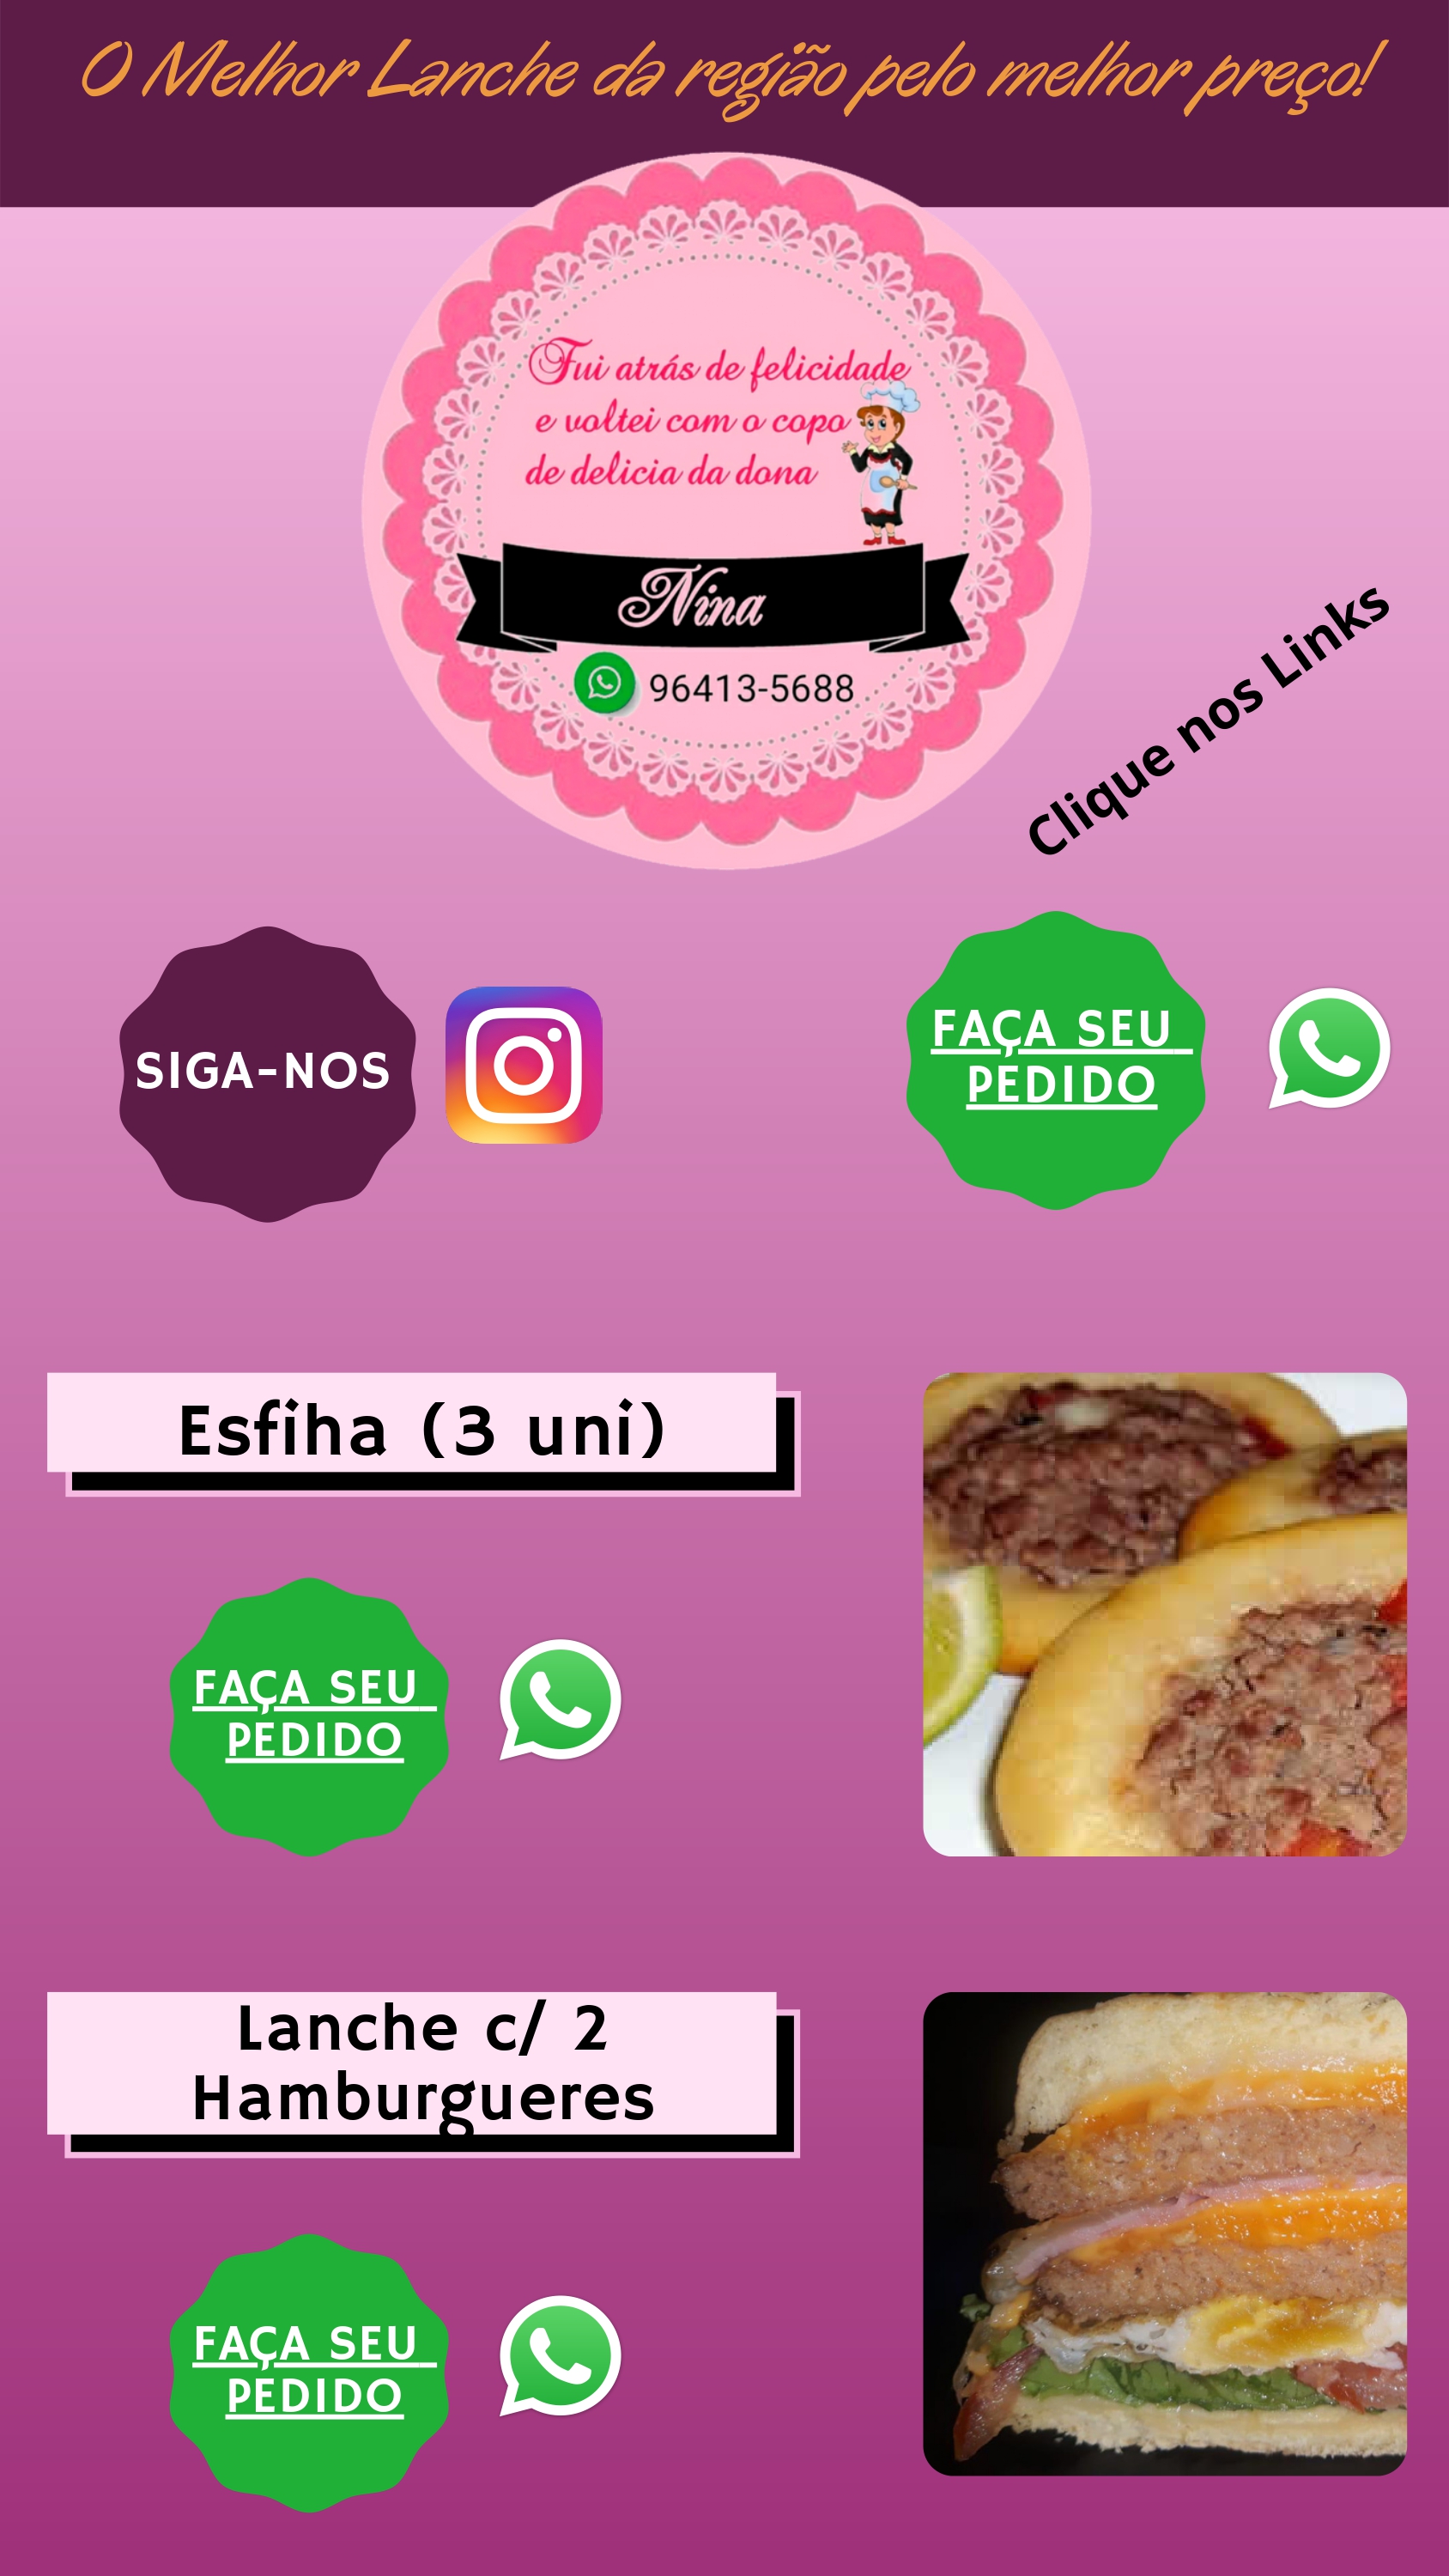 O Melhor Lanche da região pelo melhor preço!
Fui atrás de felicidade
e voltei com o copo
de delicia da dona
Nina
96413-5688
Clique nos Links
SIGA-NOS
FAÇA SEU
PEDIDO
Esfiha (3 uni)
FAÇA SEU
PEDIDO
Lanche c/ 2
Hamburgueres
FAÇA SEU
PEDIDO